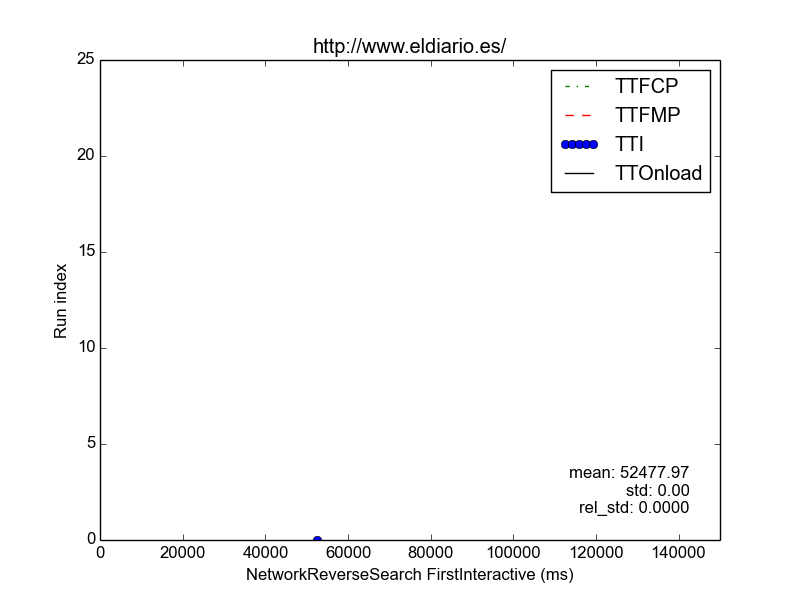 http://www.eldiario.es/
25
20
15
10
5
0
Run index
TTFCP
TTFMP
TTI
TTOnload
mean: 52477.97
std: 0.00
rel_std: 0.0000
0 20000 40000 60000 80000 100000 120000 140000
NetworkReverseSearch FirstInteractive (ms)